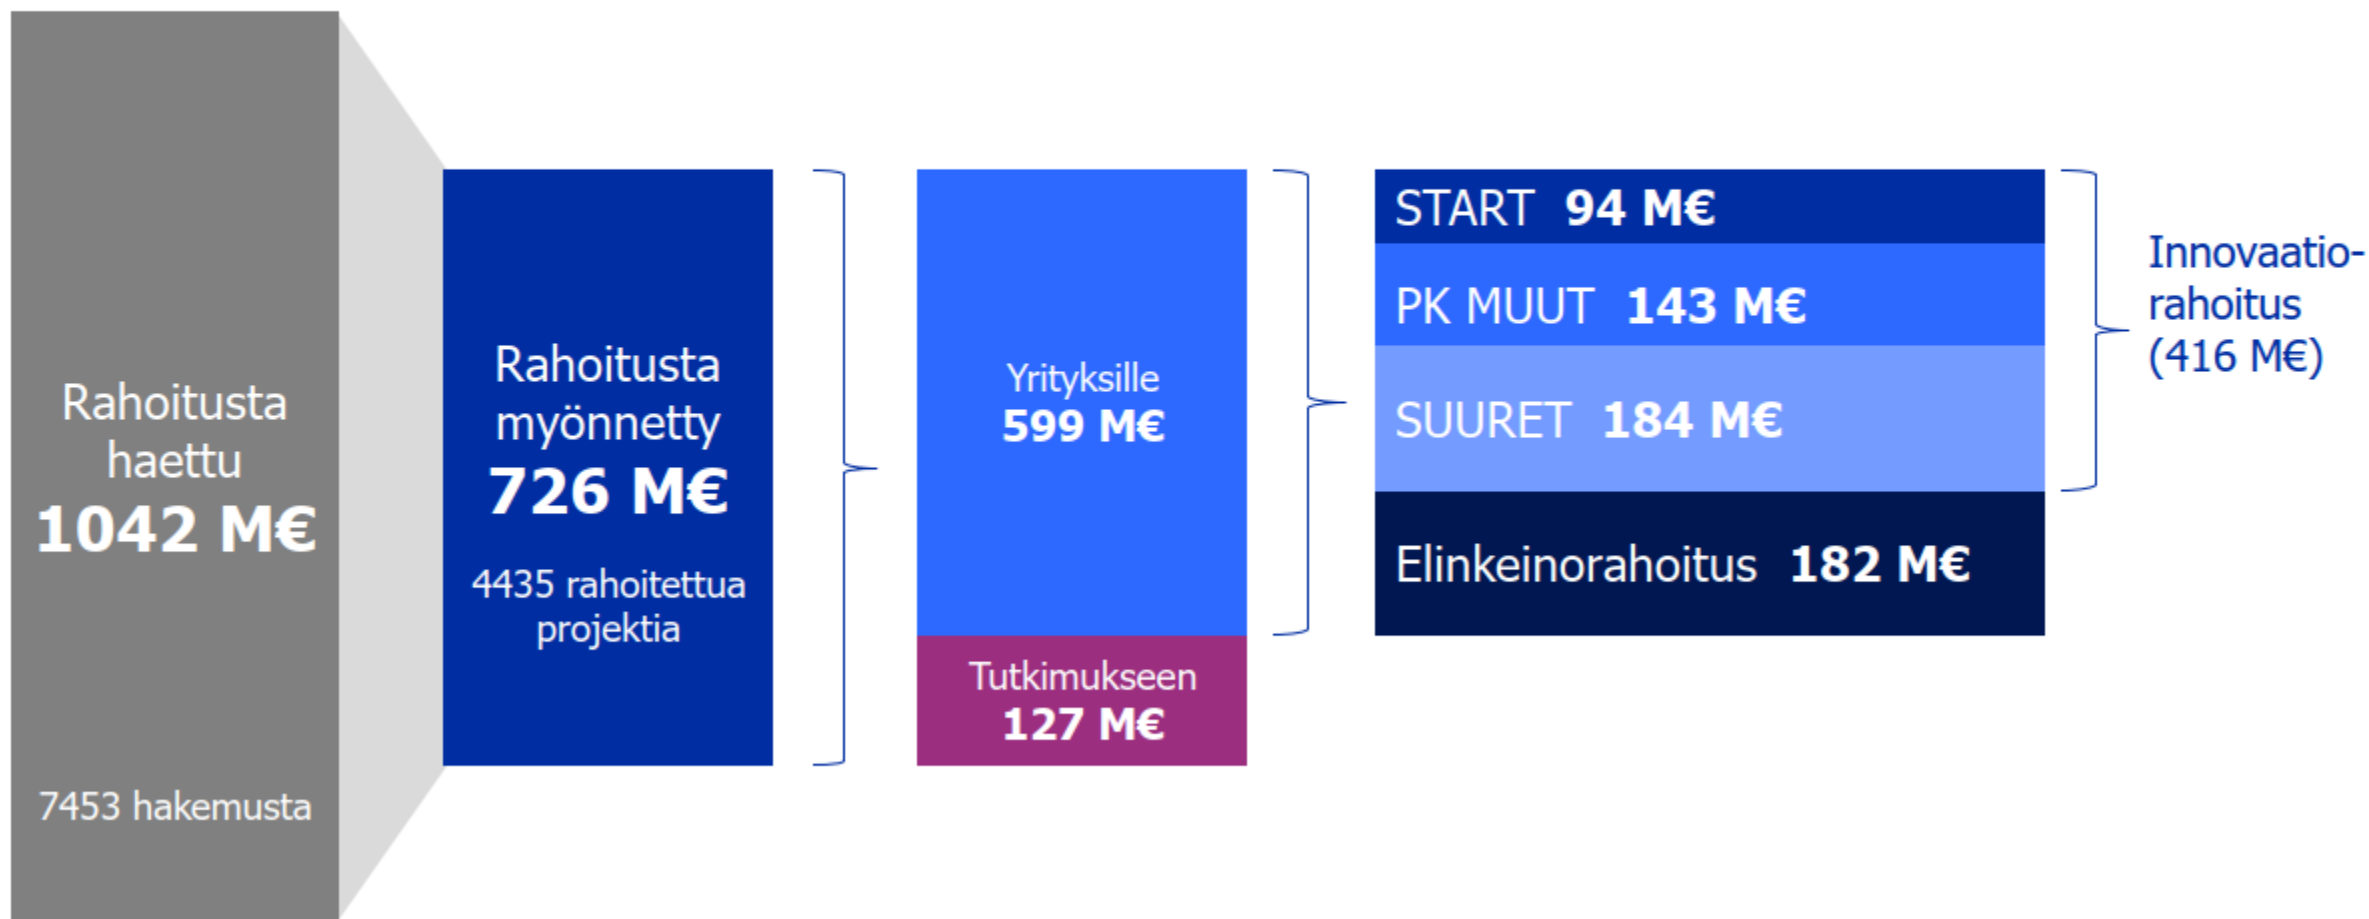 Rahoitusta
haettu
1042 M€
7453 hakemusta
Rahoitusta
myönnetty
726 M€
4435 rahoitettua
projektia
Yrityksille
599 M€
Tutkimukseen
127 M€
START 94 M€
PK MUUT 143 M€
SUURET 184 M€
Elinkeinorahoitus 182 M€
Innovaatio-
rahoitus
(416 M€)